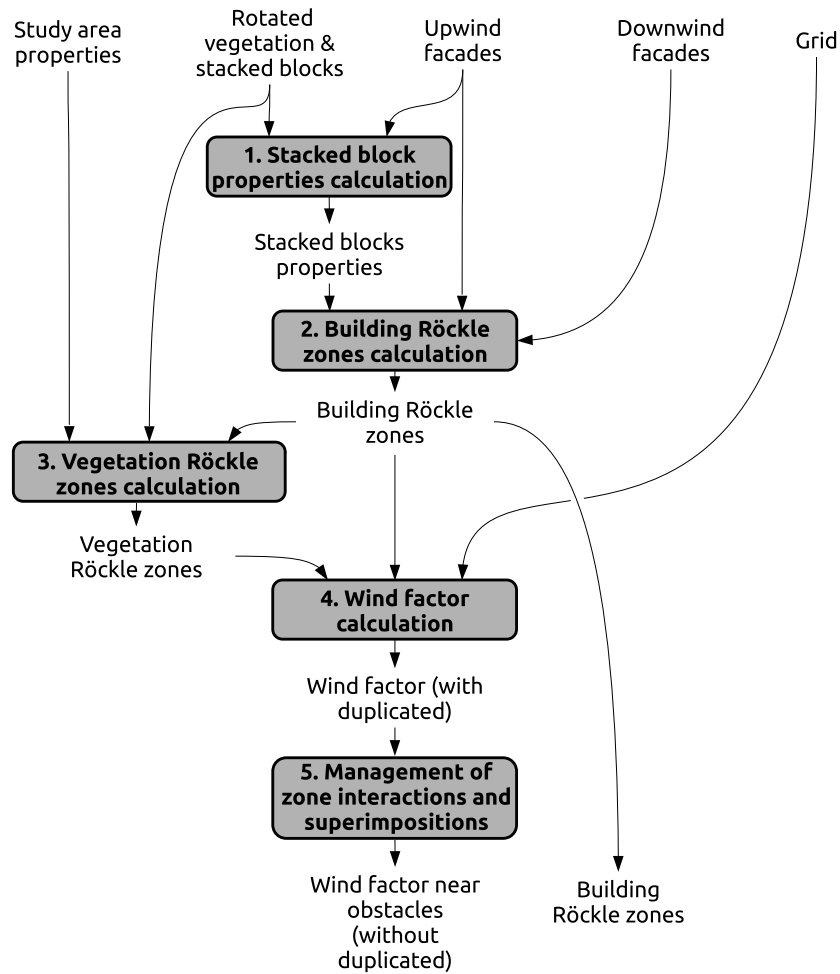 Study area
properties
Rotated
vegetation &
stacked blocks
Upwind
facades
Downwind
facades
Grid
1. Stacked block
properties calculation
Stacked blocks
properties
2. Building Röckle
zones calculation
Building Röckle
zones
3. Vegetation Röckle
zones calculation
Vegetation
Röckle zones
4. Wind factor
calculation
Wind factor (with
duplicated)
5. Management of
zone interactions and
superimpositions
Wind factor near
obstacles
(without
duplicated)
Building
Röckle zones